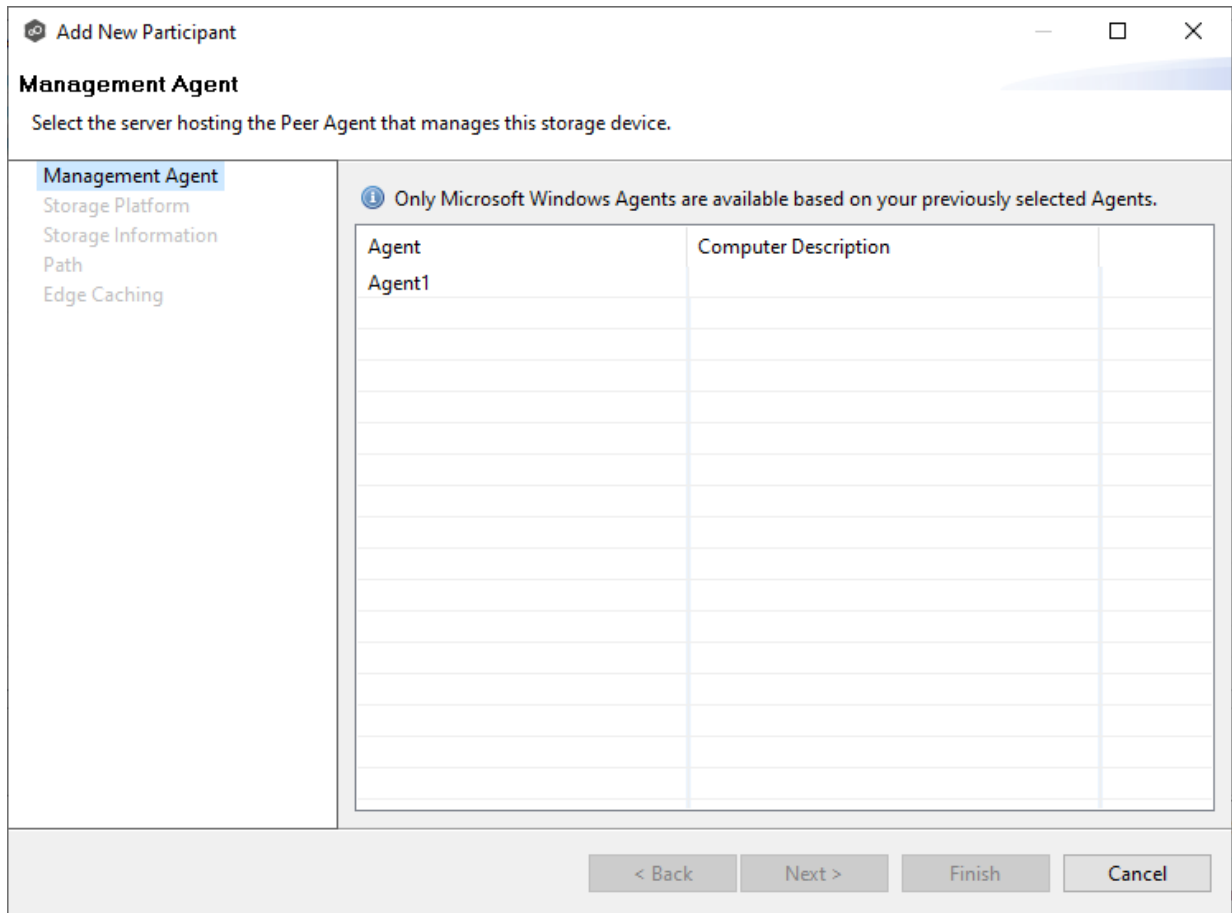 Add New Participant
Management Agent
Select the server hosting the Peer Agent that manages this storage device.
Management Agent
Storage Platform
Storage Information
Path
Edge Caching
Only Microsoft Windows Agents are available based on your previously selected Agents.
Agent Computer Description
Agent1
< Back Next > Finish Cancel